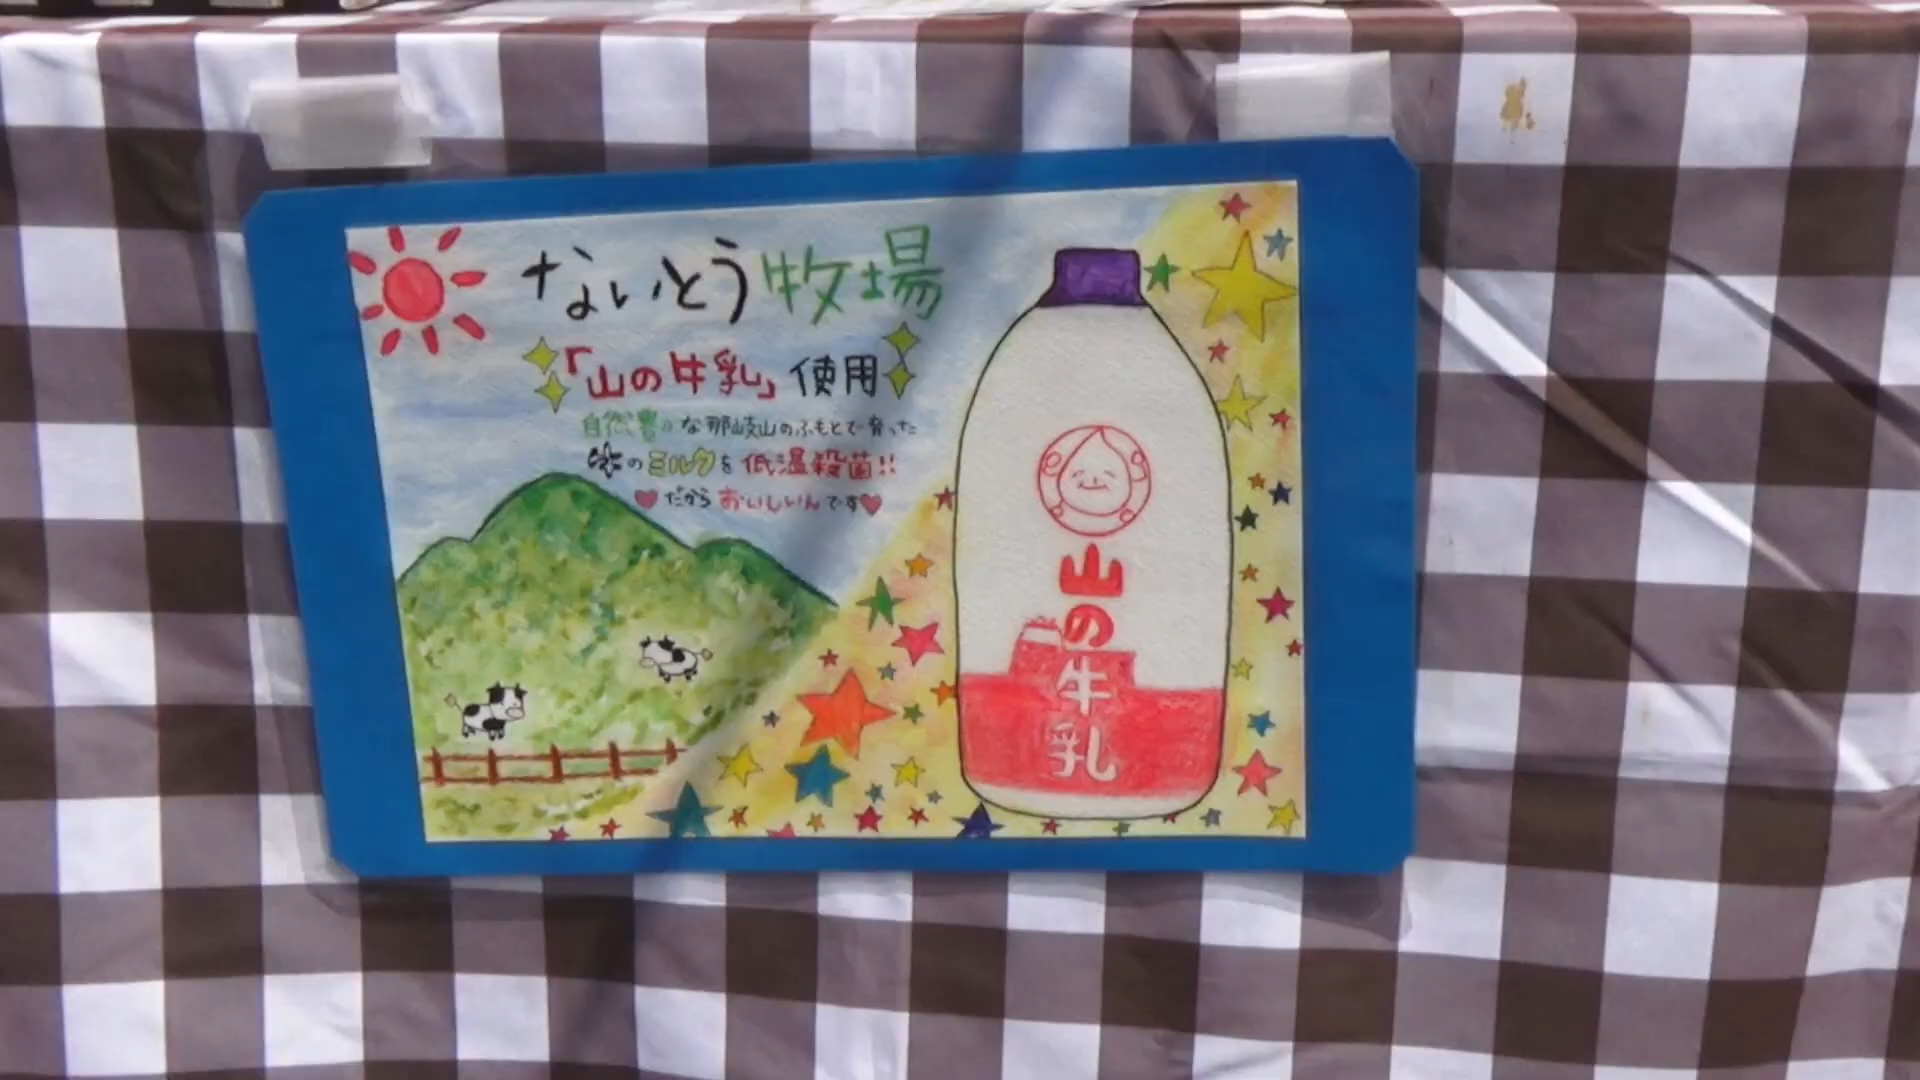 ないとう牧場
「山の牛乳」使用
自然豊かな那岐山のふもとで育った
牛のミルクを低温殺菌!!
♥だからおいしいんです♥
山の牛乳